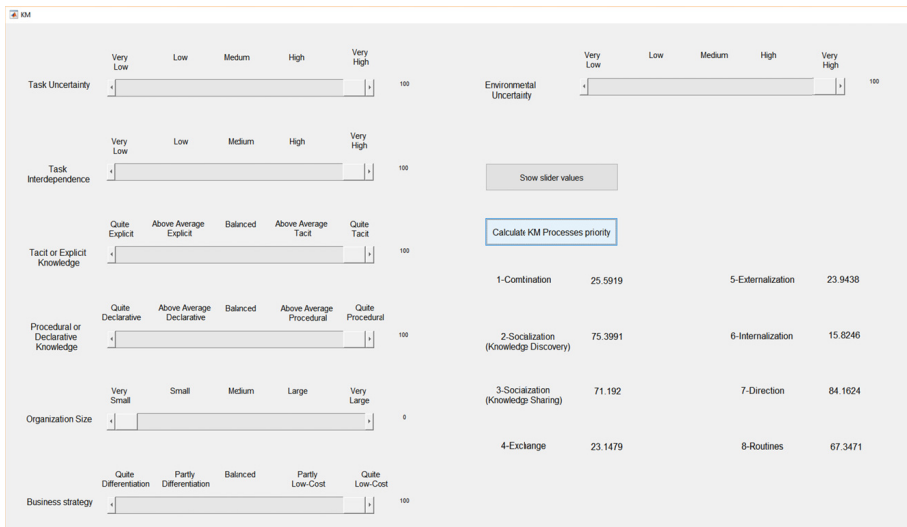 KM
Very Low Low Medum High Very High
Task Uncertainty 100
Very Low Low Medium High Very High
Task Interdependence 100
Quite Explicit Above Average Explicit Balanced Above Average Tacit Quite Tacit
Tacit or Explicit Knowledge 100
Quite Declarative Above Average Declarative Balanced Above Average Procedural Quite Procedural
Procedural or Declarative Knowledge 100
Very Small Small Medium Large Very Large
Organization Size 0
Quite Differentiation Partly Differentiation Balanced Partly Low-Cost Quite Low-Cost
Business strategy 100
Very Low Low Medium High Very High
Environmental Uncertainty 100
Show slider values
Calculate KM Processes priority
1-Combination 25.5919 5-Externalization 23.9438
2-Socialization (Knowledge Discovery) 75.3991 6-Internalization 15.8246
3-Socialization (Knowledge Sharing) 71.192 7-Direction 84.1624
4-Exchange 23.1479 8-Routines 67.3471